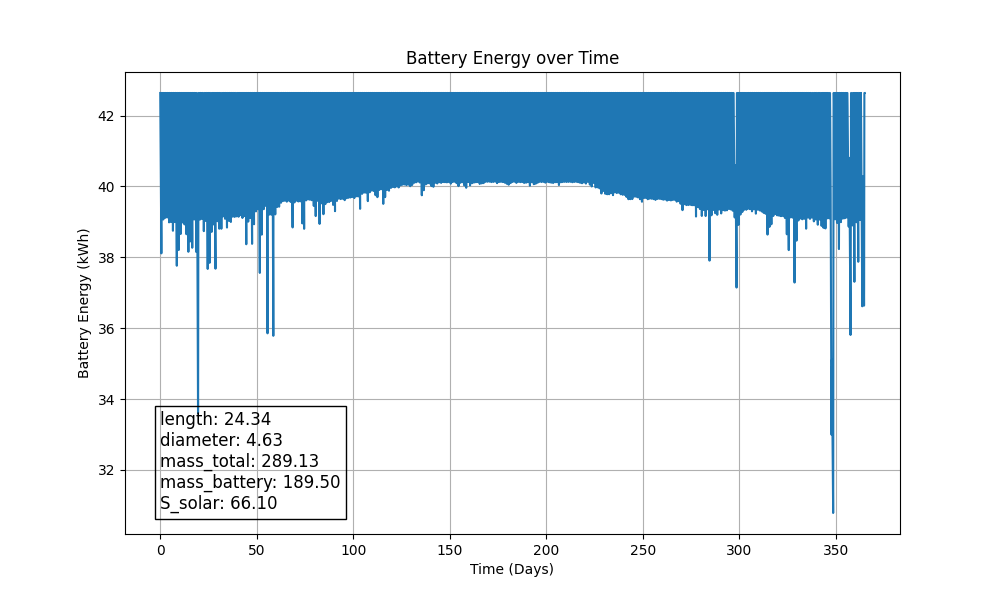 Battery Energy over Time
Battery Energy (kWh)
42
40
38
36
34
32
length: 24.34
diameter: 4.63
mass_total: 289.13
mass_battery: 189.50
S_solar: 66.10
0 50 100 150 200 250 300 350
Time (Days)